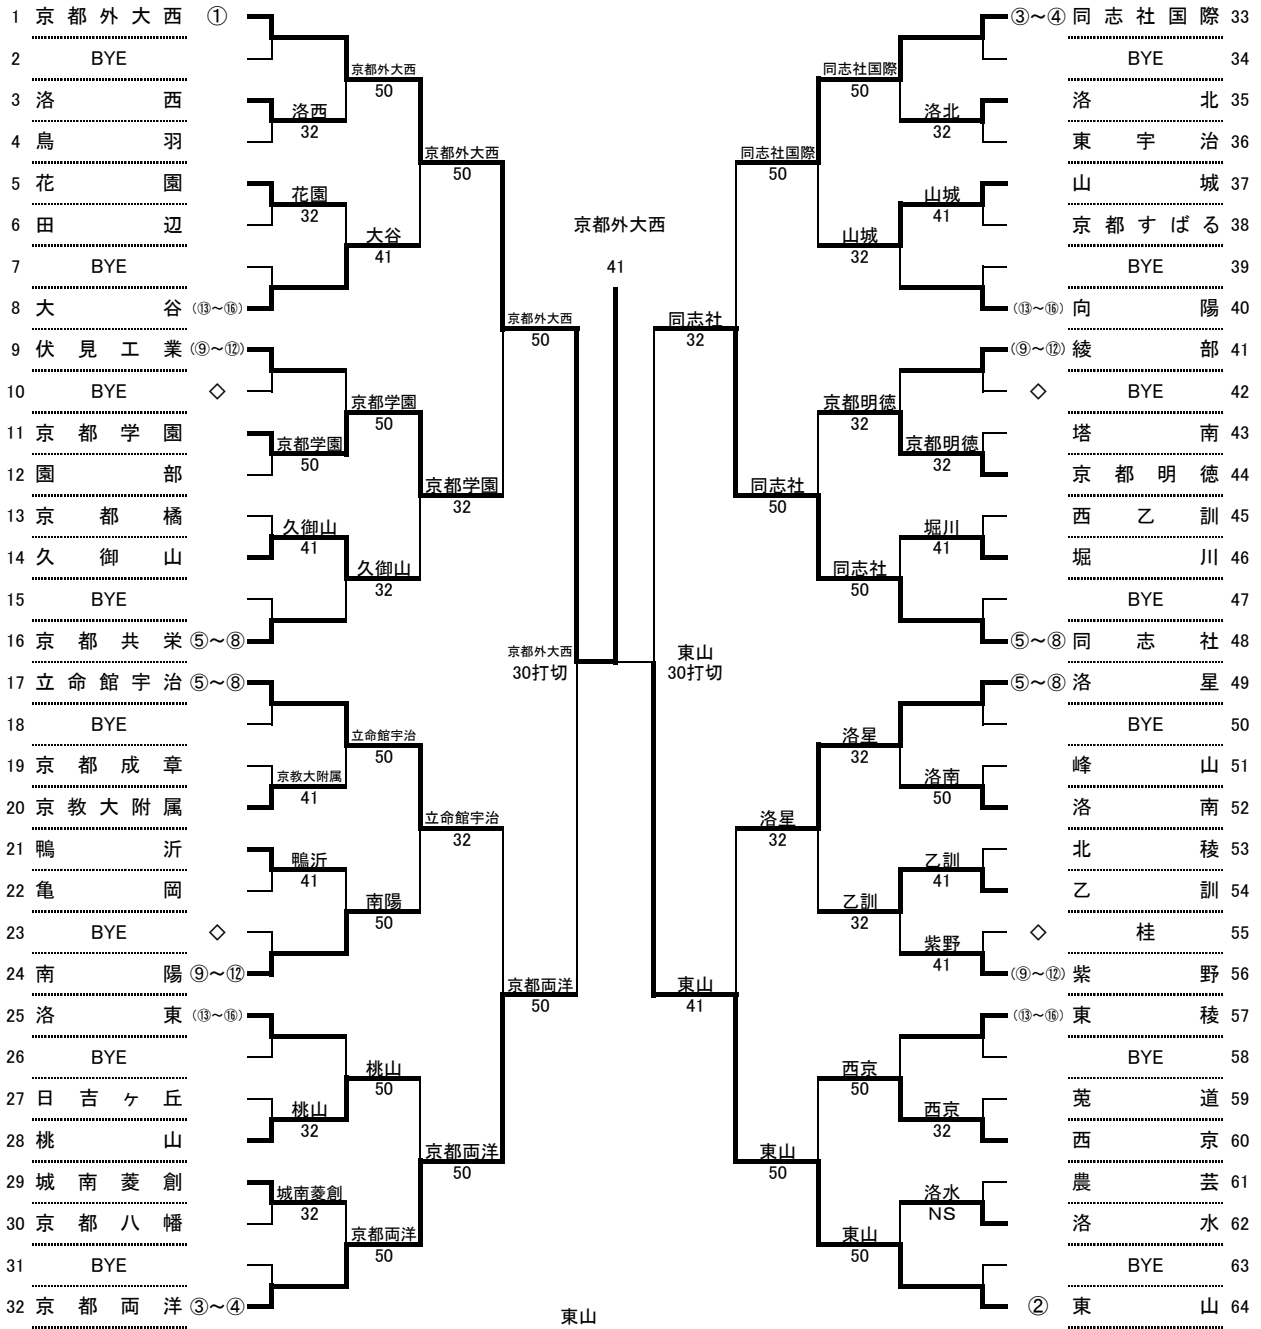 1 京都外大西 ①
2 BYE
3 洛西
4 鳥羽
5 花園
6 田辺
7 BYE
8 大谷 (⑬～⑯)
9 伏見工業 (⑨～⑫)
10 BYE ◇
11 京都学園
12 園部
13 京都橘
14 久御山
15 BYE
16 京都共栄 ⑤～⑧
17 立命館宇治 ⑤～⑧
18 BYE
19 京都成章
20 京教大附属
21 鴨沂
22 亀岡
23 BYE ◇
24 南陽 ⑨～⑫
25 洛東 (⑬～⑯)
26 BYE
27 日吉ヶ丘
28 桃山
29 城南菱創
30 京都八幡
31 BYE
32 京都両洋 ③～④
洛西
32
花園
32
京都学園
50
久御山
41
京教大附属
41
鴨沂
41
桃山
32
城南菱創
32
京都外大西
50
大谷
41
京都学園
50
久御山
32
立命館宇治
50
南陽
50
桃山
50
京都両洋
50
京都外大西
50
京都学園
32
立命館宇治
32
京都両洋
50
京都外大西
50
京都両洋
50
京都外大西
30打切
京都外大西
41
東山
30打切
東山
同志社
32
東山
41
同志社国際
50
同志社
50
洛星
32
東山
50
同志社国際
50
山城
32
京都明徳
32
同志社
50
洛星
32
乙訓
32
西京
50
東山
50
洛北
32
山城
41
京都明徳
32
堀川
41
洛南
50
乙訓
41
紫野
41
西京
32
洛水
NS
③～④ 同志社国際 33
BYE 34
洛北 35
東宇治 36
山城 37
京都すばる 38
BYE 39
(⑬～⑯) 向陽 40
(⑨～⑫) 綾部 41
◇ BYE 42
塔南 43
京都明徳 44
西乙訓 45
堀川 46
BYE 47
⑤～⑧ 同志社 48
⑤～⑧ 洛星 49
BYE 50
峰山 51
洛南 52
北稜 53
乙訓 54
◇ 桂 55
(⑨～⑫) 紫野 56
(⑬～⑯) 東稜 57
BYE 58
莵道 59
西京 60
農芸 61
洛水 62
BYE 63
② 東山 64